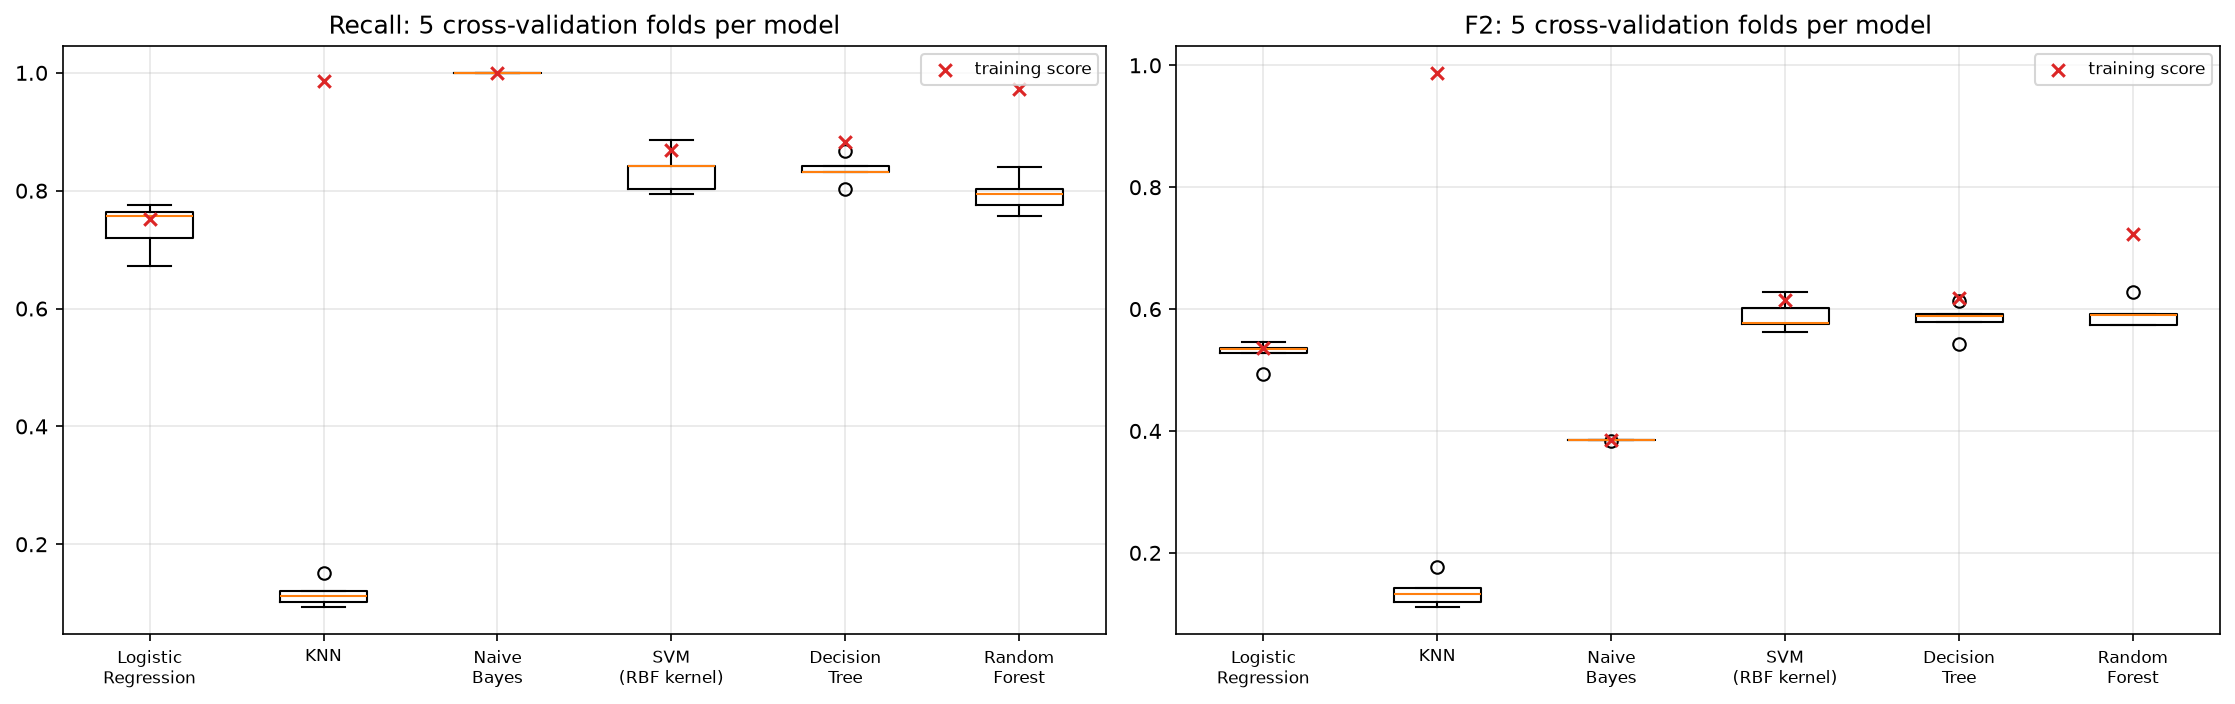 Recall: 5 cross-validation folds per model
training score
1.0
0.8
0.6
0.4
0.2
Logistic
Regression
KNN
Naive
Bayes
SVM
(RBF kernel)
Decision
Tree
Random
Forest
F2: 5 cross-validation folds per model
training score
1.0
0.8
0.6
0.4
0.2
Logistic
Regression
KNN
Naive
Bayes
SVM
(RBF kernel)
Decision
Tree
Random
Forest